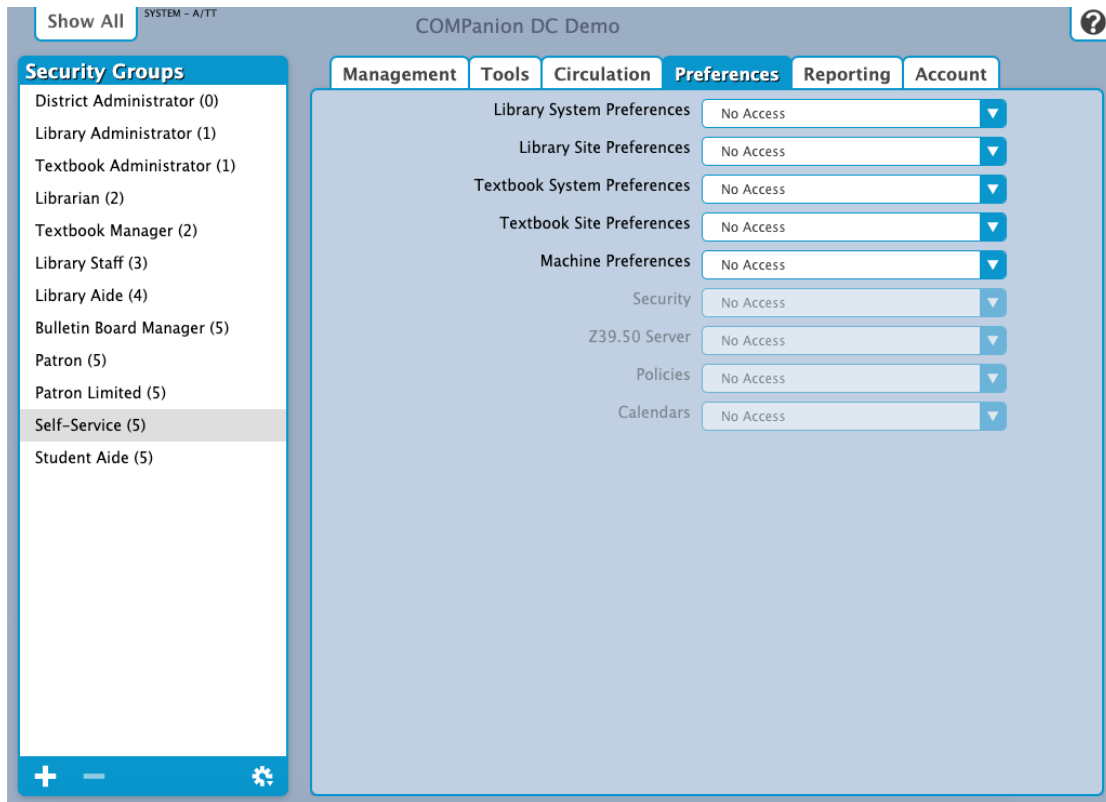 Show All
SYSTEM - A/TT
COMPanion DC Demo
?
Security Groups
District Administrator (0)
Library Administrator (1)
Textbook Administrator (1)
Librarian (2)
Textbook Manager (2)
Library Staff (3)
Library Aide (4)
Bulletin Board Manager (5)
Patron (5)
Patron Limited (5)
Self-Service (5)
Student Aide (5)
Management Tools Circulation Preferences Reporting Account
Library System Preferences No Access
Library Site Preferences No Access
Textbook System Preferences No Access
Textbook Site Preferences No Access
Machine Preferences No Access
Security No Access
Z39.50 Server No Access
Policies No Access
Calendars No Access